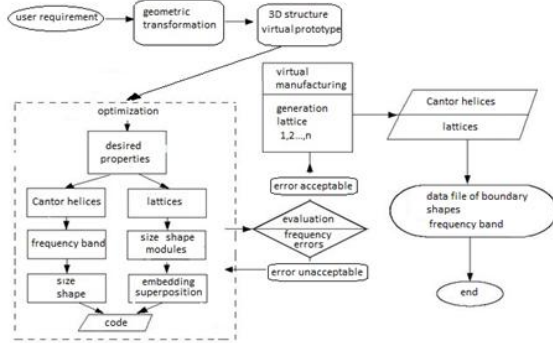 user requirement
geometric
transformation
3D structure
virtual prototype
optimization
desired
properties
Cantor helices
lattices
frequency band
size shape
modules
size
shape
embedding
superposition
code
evaluation
frequency
errors
error unacceptable
error acceptable
virtual
manufacturing
generation
lattice
1,2...,n
Cantor helices
lattices
data file of boundary
shapes
frequency band
end